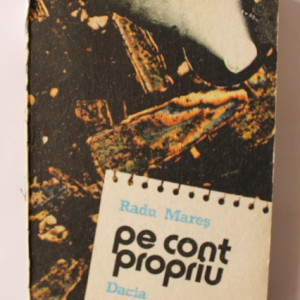 Radu Mareș
pe cont
propriu
Dacia